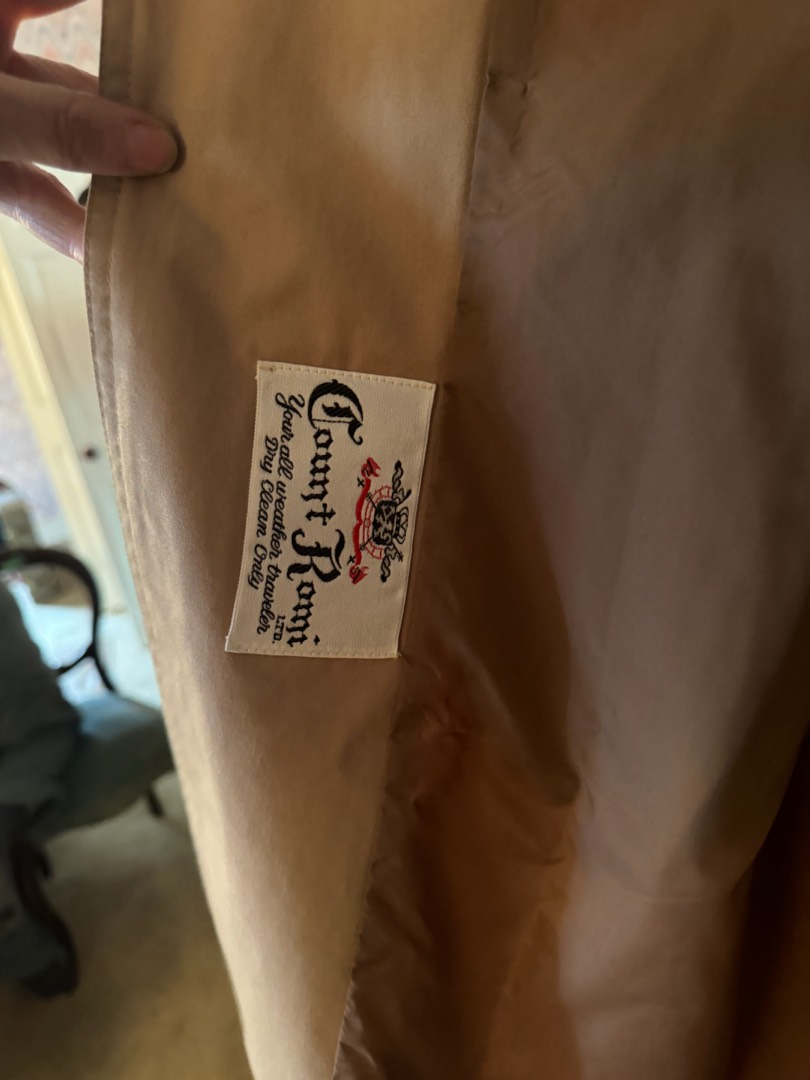 Count Romi
LTD.
Your all weather traveler
Dry Clean Only